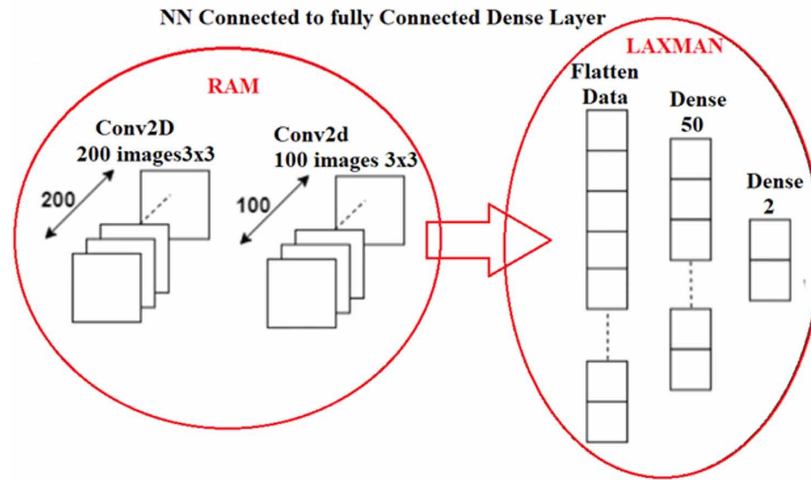 NN Connected to fully Connected Dense Layer
RAM
Conv2D
200 images3x3
200
Conv2d
100 images 3x3
100
LAXMAN
Flatten
Data
Dense
50
Dense
2